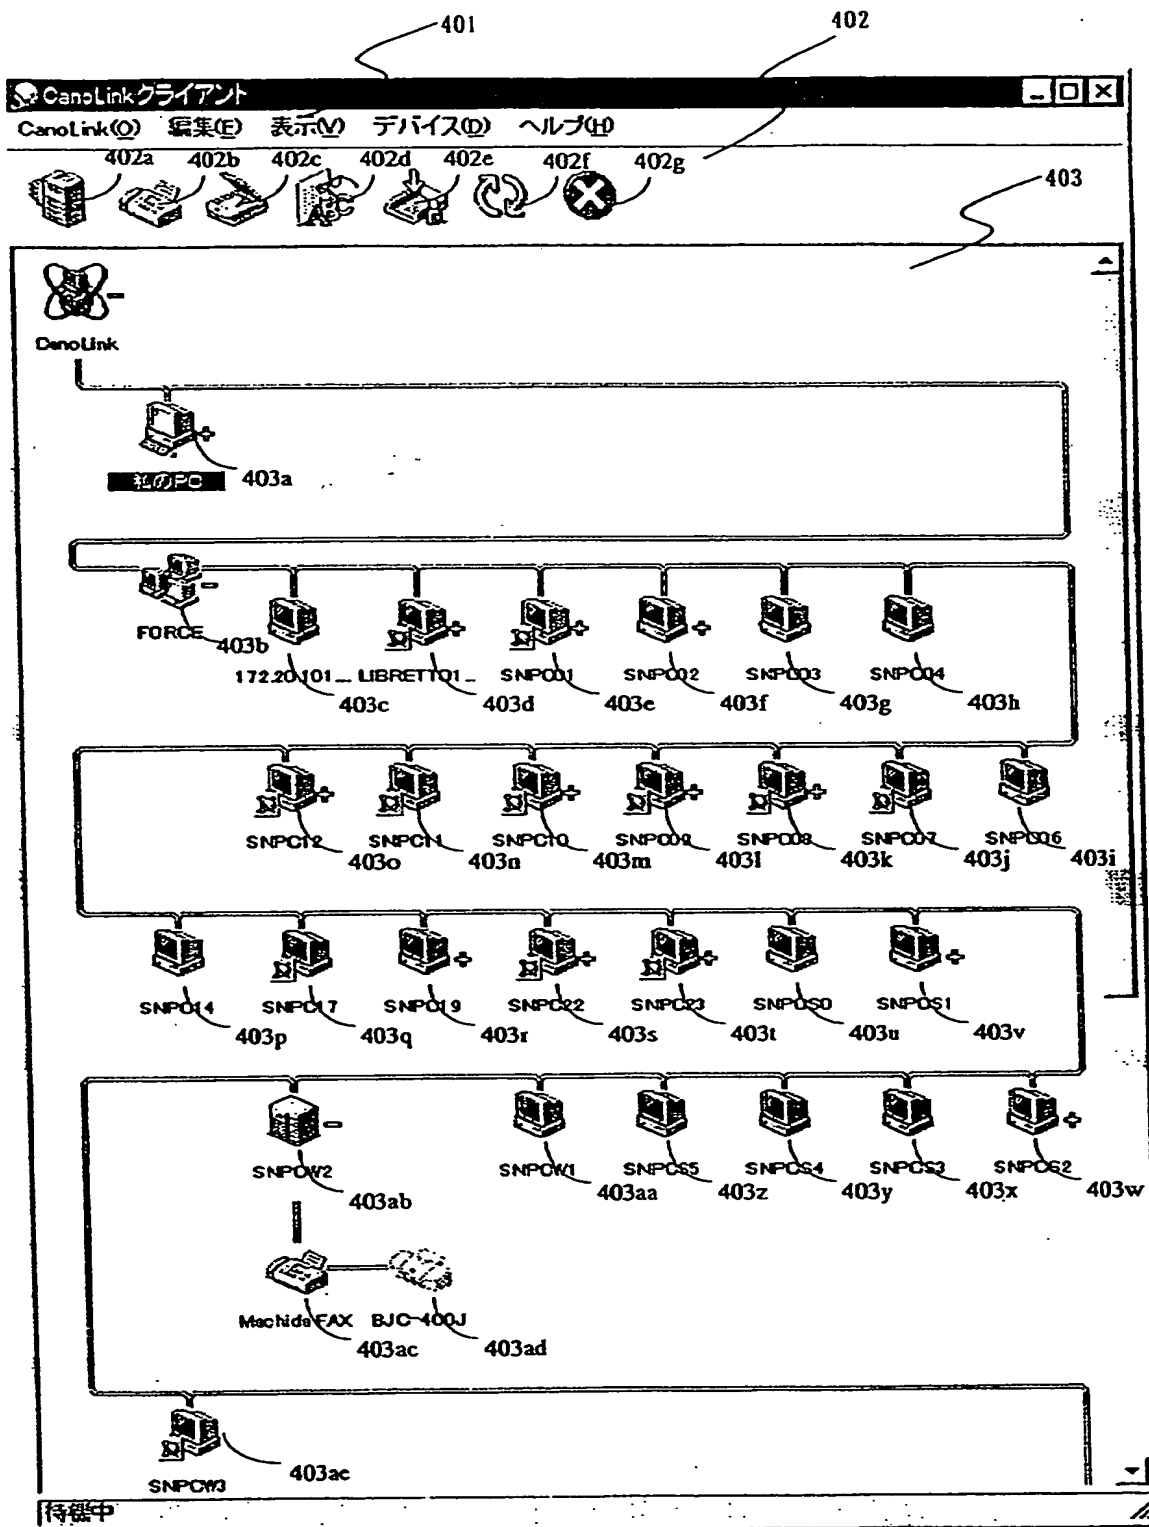 401
402
CanoLinkクライアント
CanoLink(O) 編集(E) 表示(V) デバイス(D) ヘルプ(H)
402a 402b 402c 402d 402e 402f 402g
403
CanoLink
私のPC 403a
FORCE 403b
172.20.101... LIBRETTO1... SNPC01 SNPC02 SNPC03 SNPC04
403c 403d 403e 403f 403g 403h
SNPC12 SNPC11 SNPC10 SNPC09 SNPC08 SNPC07 SNPC06
403o 403n 403m 403l 403k 403j 403i
SNPC14 SNPC17 SNPC19 SNPC22 SNPC23 SNPCS0 SNPCS1
403p 403q 403r 403s 403t 403u 403v
SNPCW2 SNPCW1 SNPCS5 SNPCS4 SNPCS3 SNPCS2
403ab 403aa 403z 403y 403x 403w
Machida FAX BJC-400J
403ac 403ad
SNPCW3 403ae
待機中